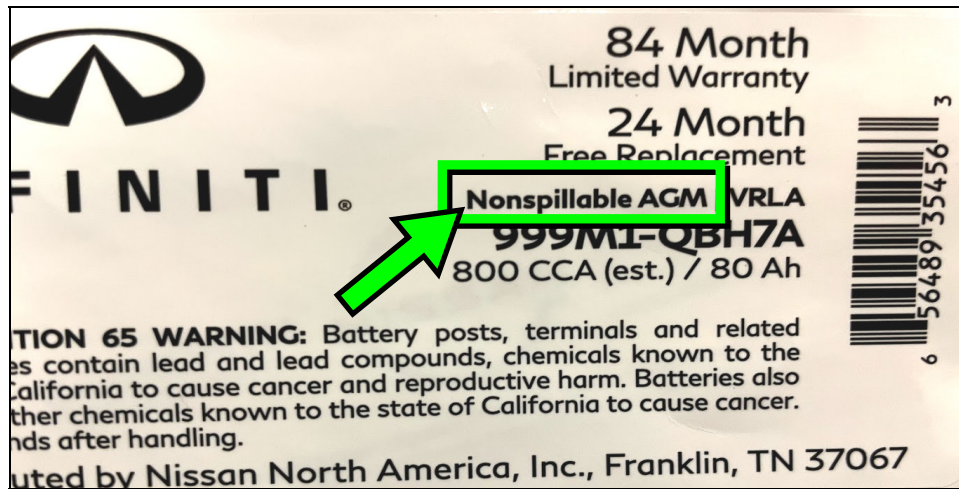 84 Month
Limited Warranty
24 Month
Free Replacement
FINITI®
Nonspillable AGM VRLA
999M1-QBH7A
800 CCA (est.) / 80 Ah
TION 65 WARNING: Battery posts, terminals and related
es contain lead and lead compounds, chemicals known to the
California to cause cancer and reproductive harm. Batteries also
ther chemicals known to the state of California to cause cancer.
nds after handling.
uted by Nissan North America, Inc., Franklin, TN 37067
6 56489 35456 3